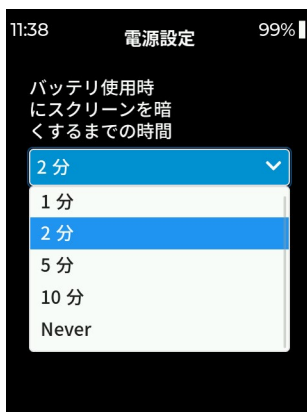 11:38 電源設定 99%
バッテリ使用時
にスクリーンを暗
くするまでの時間
2 分
1 分
2 分
5 分
10 分
Never